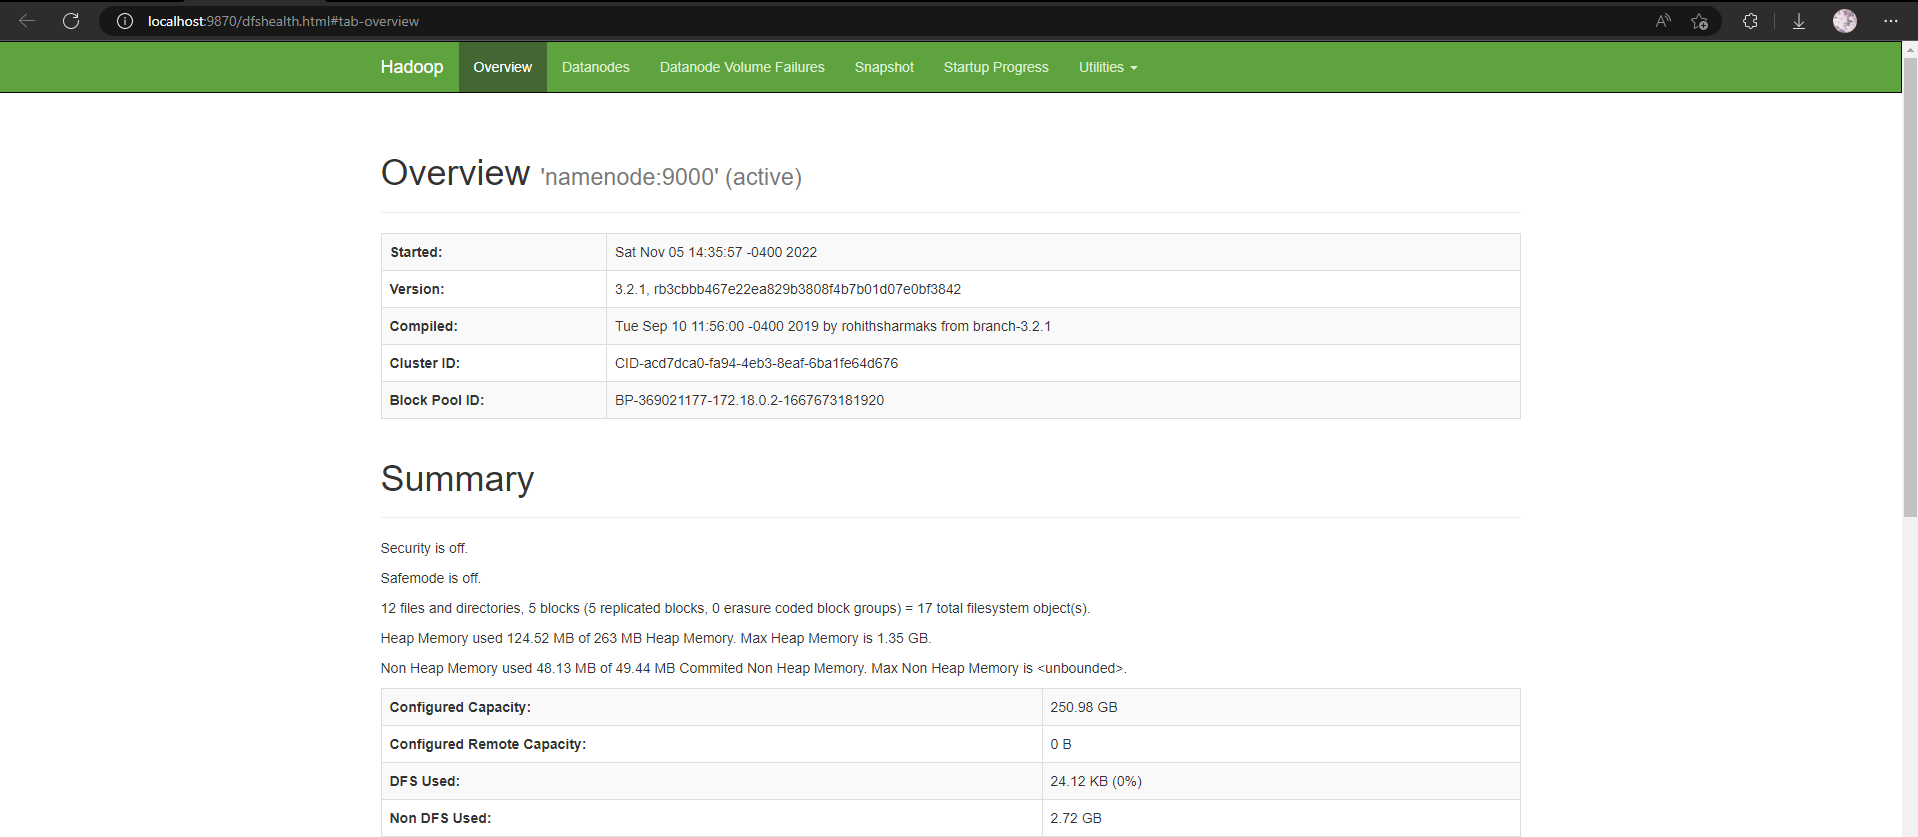 localhost:9870/dfshealth.html#tab-overview
Hadoop Overview Datanodes Datanode Volume Failures Snapshot Startup Progress Utilities
Overview 'namenode:9000' (active)
Started: Sat Nov 05 14:35:57 -0400 2022
Version: 3.2.1, rb3cbbb467e22ea829b3808f4b7b01d07e0bf3842
Compiled: Tue Sep 10 11:56:00 -0400 2019 by rohithsharmaks from branch-3.2.1
Cluster ID: CID-acd7dca0-fa94-4eb3-8eaf-6ba1fe64d676
Block Pool ID: BP-369021177-172.18.0.2-1667673181920
Summary
Security is off.
Safemode is off.
12 files and directories, 5 blocks (5 replicated blocks, 0 erasure coded block groups) = 17 total filesystem object(s).
Heap Memory used 124.52 MB of 263 MB Heap Memory. Max Heap Memory is 1.35 GB.
Non Heap Memory used 48.13 MB of 49.44 MB Commited Non Heap Memory. Max Non Heap Memory is <unbounded>.
Configured Capacity: 250.98 GB
Configured Remote Capacity: 0 B
DFS Used: 24.12 KB (0%)
Non DFS Used: 2.72 GB